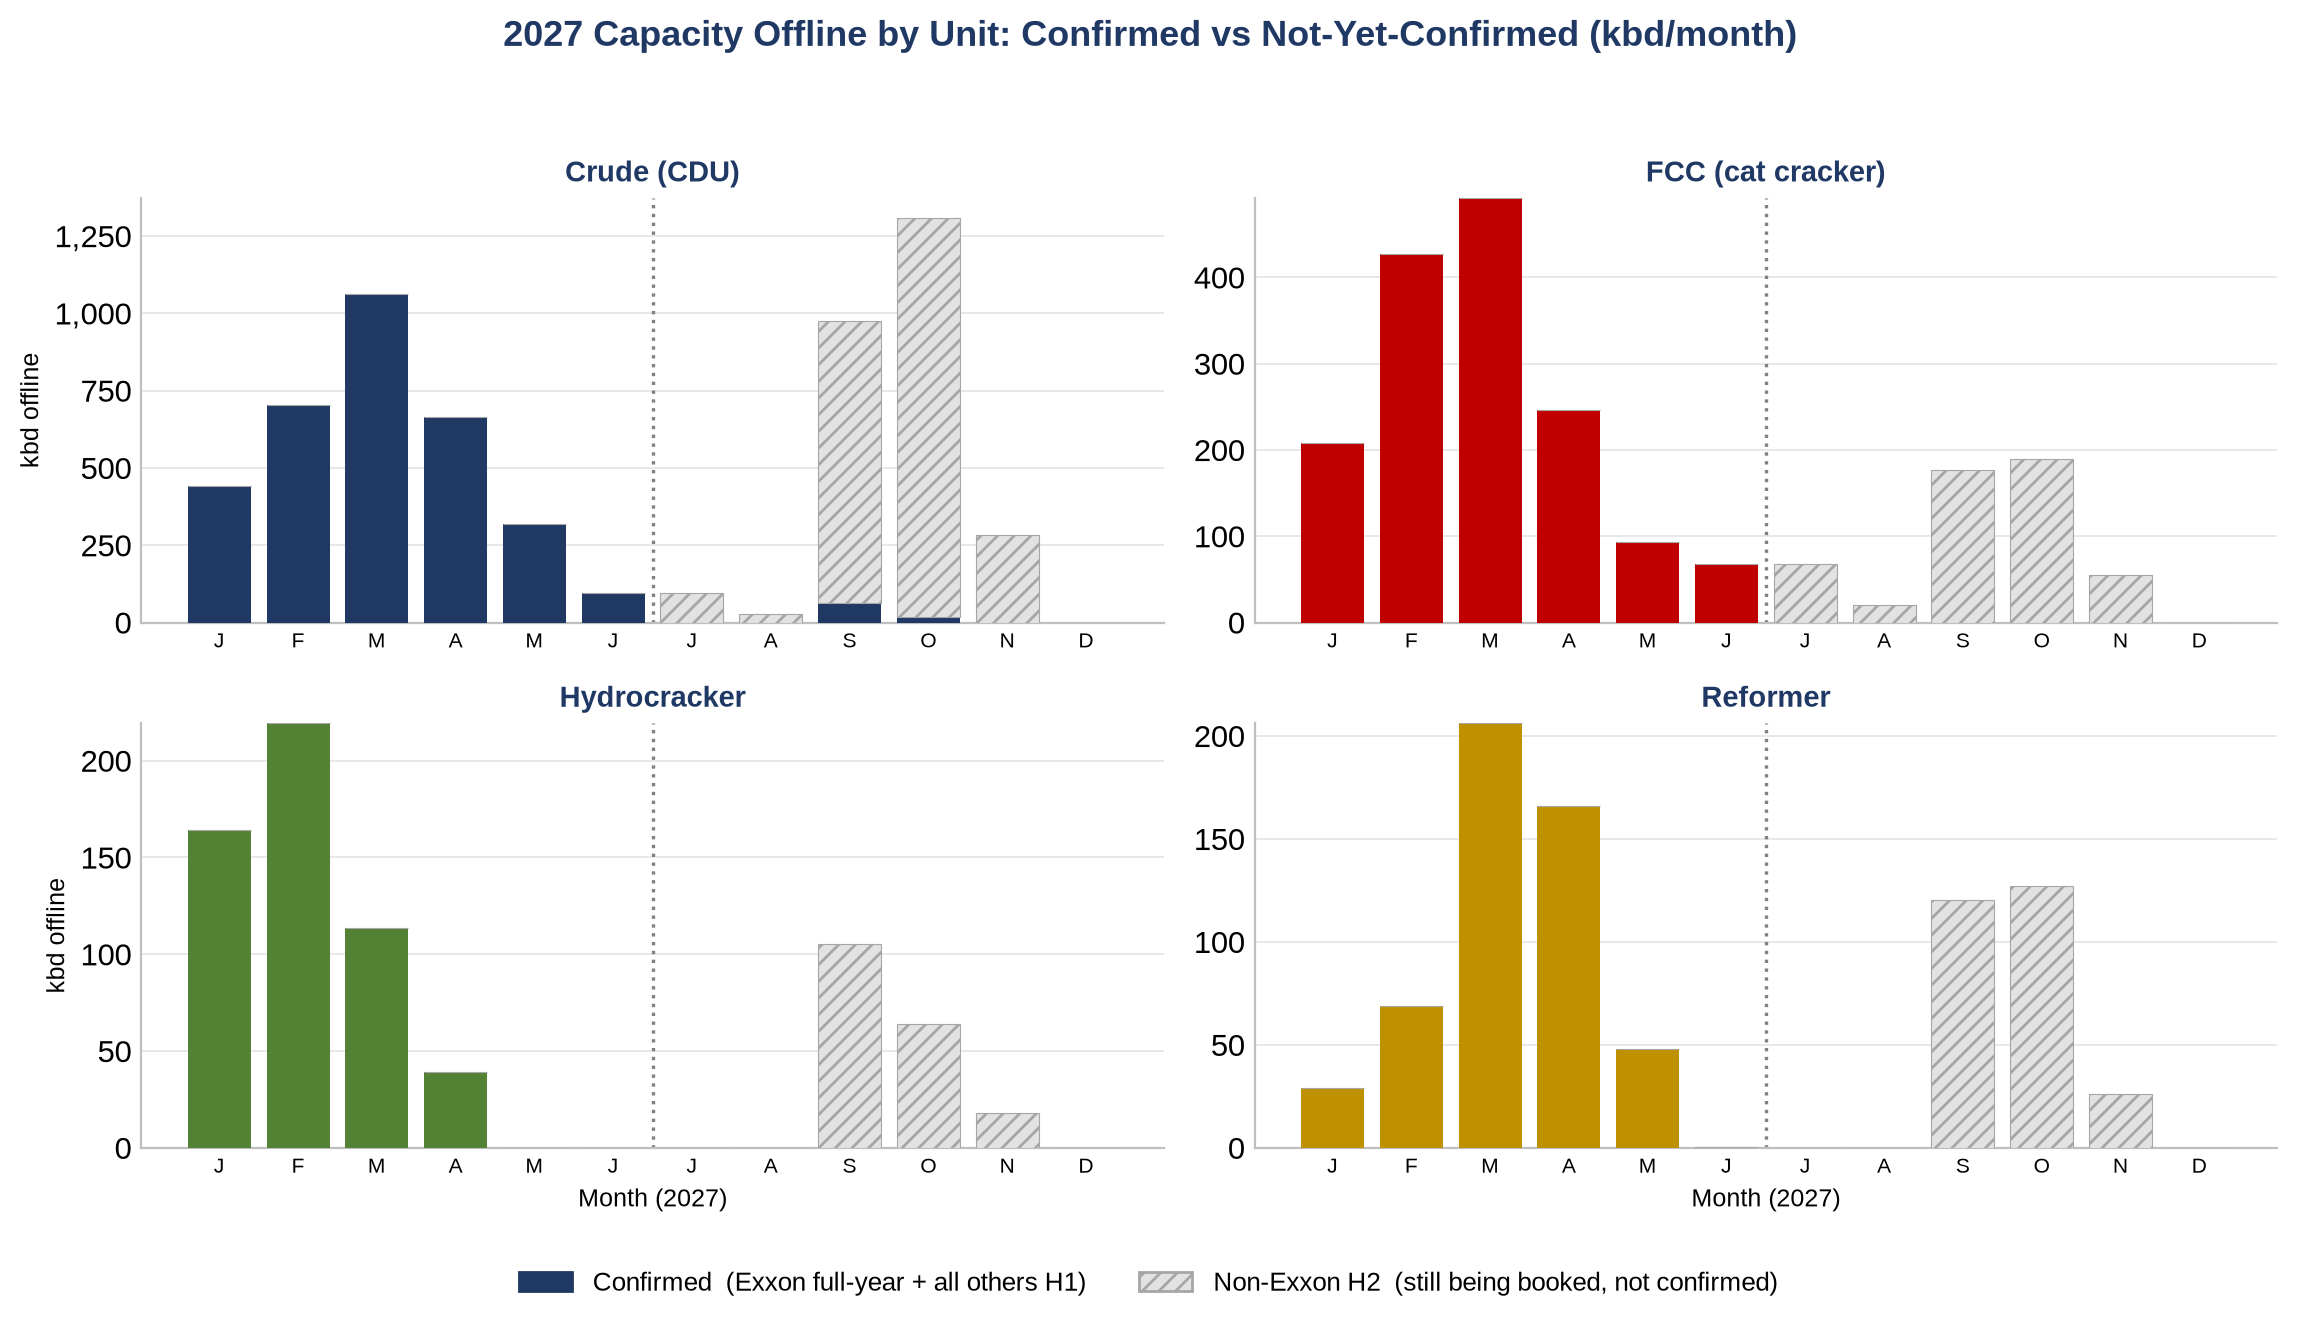 2027 Capacity Offline by Unit: Confirmed vs Not-Yet-Confirmed (kbd/month)
Crude (CDU)
kbd offline
1,250
1,000
750
500
250
0
J F M A M J J A S O N D
FCC (cat cracker)
400
300
200
100
0
J F M A M J J A S O N D
Hydrocracker
kbd offline
200
150
100
50
0
J F M A M J J A S O N D
Month (2027)
Reformer
200
150
100
50
0
J F M A M J J A S O N D
Month (2027)
Confirmed (Exxon full-year + all others H1)
Non-Exxon H2 (still being booked, not confirmed)